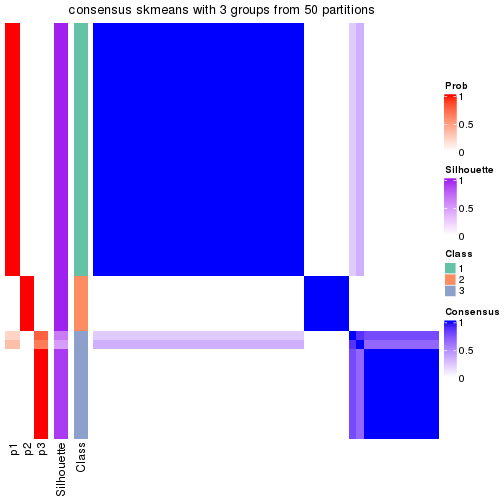 consensus skmeans with 3 groups from 50 partitions
Prob
1
0.5
0
Silhouette
1
0.5
0
Class
1
2
3
Consensus
1
0.5
0
p1
p2
p3
Silhouette
Class